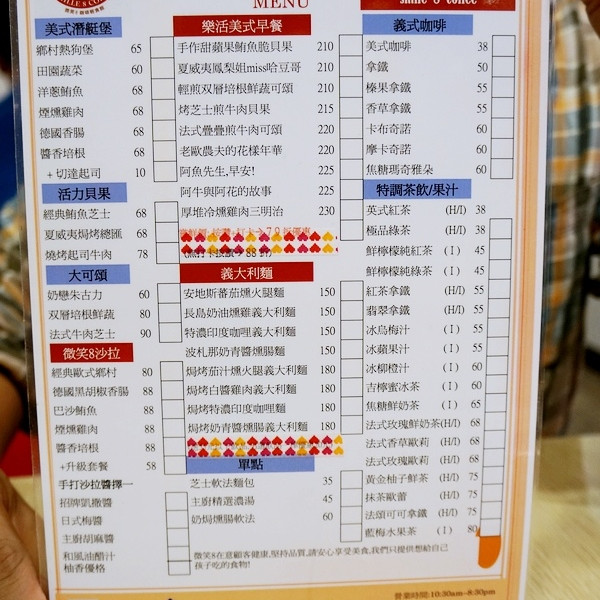 MENU
美式潛艇堡
鄉村熱狗堡 65
田園蔬菜 60
洋蔥鮪魚 68
煙燻雞肉 68
德國香腸 68
醬香培根 68
+切達起司 10
活力貝果
經典鮪魚芝士 68
夏威夷焗烤總匯 68
燒烤起司牛肉 78
大可頌
奶戀朱古力 60
双層培根鮮蔬 80
法式牛肉芝士 90
微笑8沙拉
經典歐式鄉村 80
德國黑胡椒香腸 88
巴沙鮪魚 88
煙燻雞肉 88
醬香培根 88
+升級套餐 58
手打沙拉醬擇一
招牌凱撒醬
日式梅醬
主廚胡麻醬
和風油醋汁
柚香優格
樂活美式早餐
手作甜蘋果鮪魚脆貝果 210
夏威夷鳳梨姐miss哈豆哥 210
輕煎双層培根鮮蔬可頌 210
烤芝士煎牛肉貝果 215
法式疊疊煎牛肉可頌 220
老歐農夫的花樣年華 220
阿魚先生.早安! 225
阿牛與阿花的故事 225
厚堆冷燻雞肉三明治 230
義大利麵
安地斯蕃茄燻火腿麵 150
長島奶油燻雞義大利麵 150
特濃印度咖哩義大利麵 150
波札那奶青醬燻腸麵 150
焗烤茄汁燻火腿義大利麵 180
焗烤白醬雞肉義大利麵 180
焗烤特濃印度咖哩麵 180
焗烤奶青醬燻腸義大利麵 180
單點
芝士軟法麵包 35
主廚精選濃湯 45
奶焗燻腸軟法 60
微笑8在意顧客健康,堅持品質,請安心享受美食,我們只提供想給自己
孩子吃的食物!
義式咖啡
美式咖啡 38
拿鐵 50
榛果拿鐵 55
香草拿鐵 55
卡布奇諾 60
摩卡奇諾 60
焦糖瑪奇雅朵 60
特調茶飲/果汁
英式紅茶 (H/I) 38
極品綠茶 (H/I) 38
鮮檸檬純紅茶 (I) 45
鮮檸檬純綠茶 (I) 45
紅茶拿鐵 (H/I) 55
翡翠拿鐵 (H/I) 55
冰烏梅汁 (I) 55
冰蘋果汁 (I) 55
冰柳橙汁 (I) 60
吉檸蜜冰茶 (I) 60
焦糖鮮奶茶 (I) 65
法式玫瑰鮮奶茶(H/I) 68
法式香草歐莉 (H/I) 68
法式玫瑰歐莉 (H/I) 68
黃金柚子鮮茶 (H/I) 75
抹茶歐蕾 (H/I) 75
法頌可可拿鐵 (H/I) 75
藍梅水果茶 (I) 80
營業時間:10:30am-8:30pm